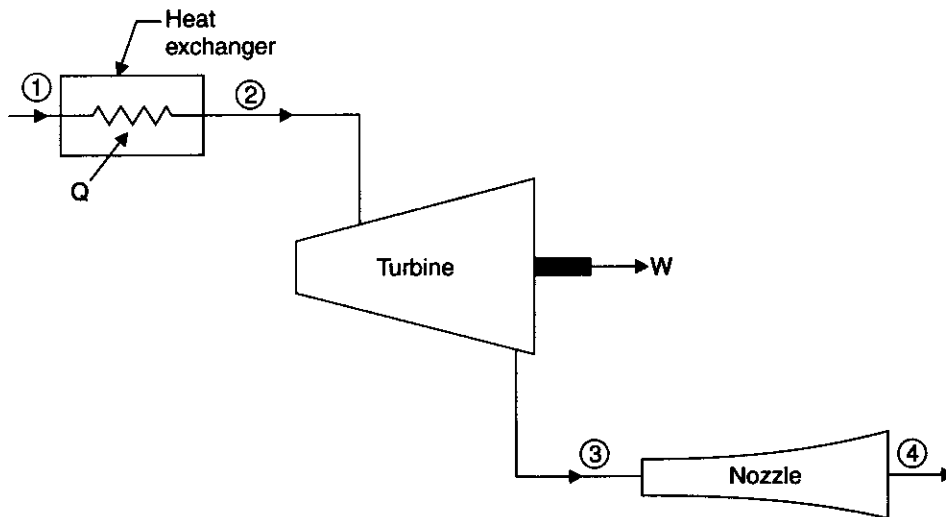 Heat
exchanger
①
②
Q
Turbine
W
③
Nozzle
④